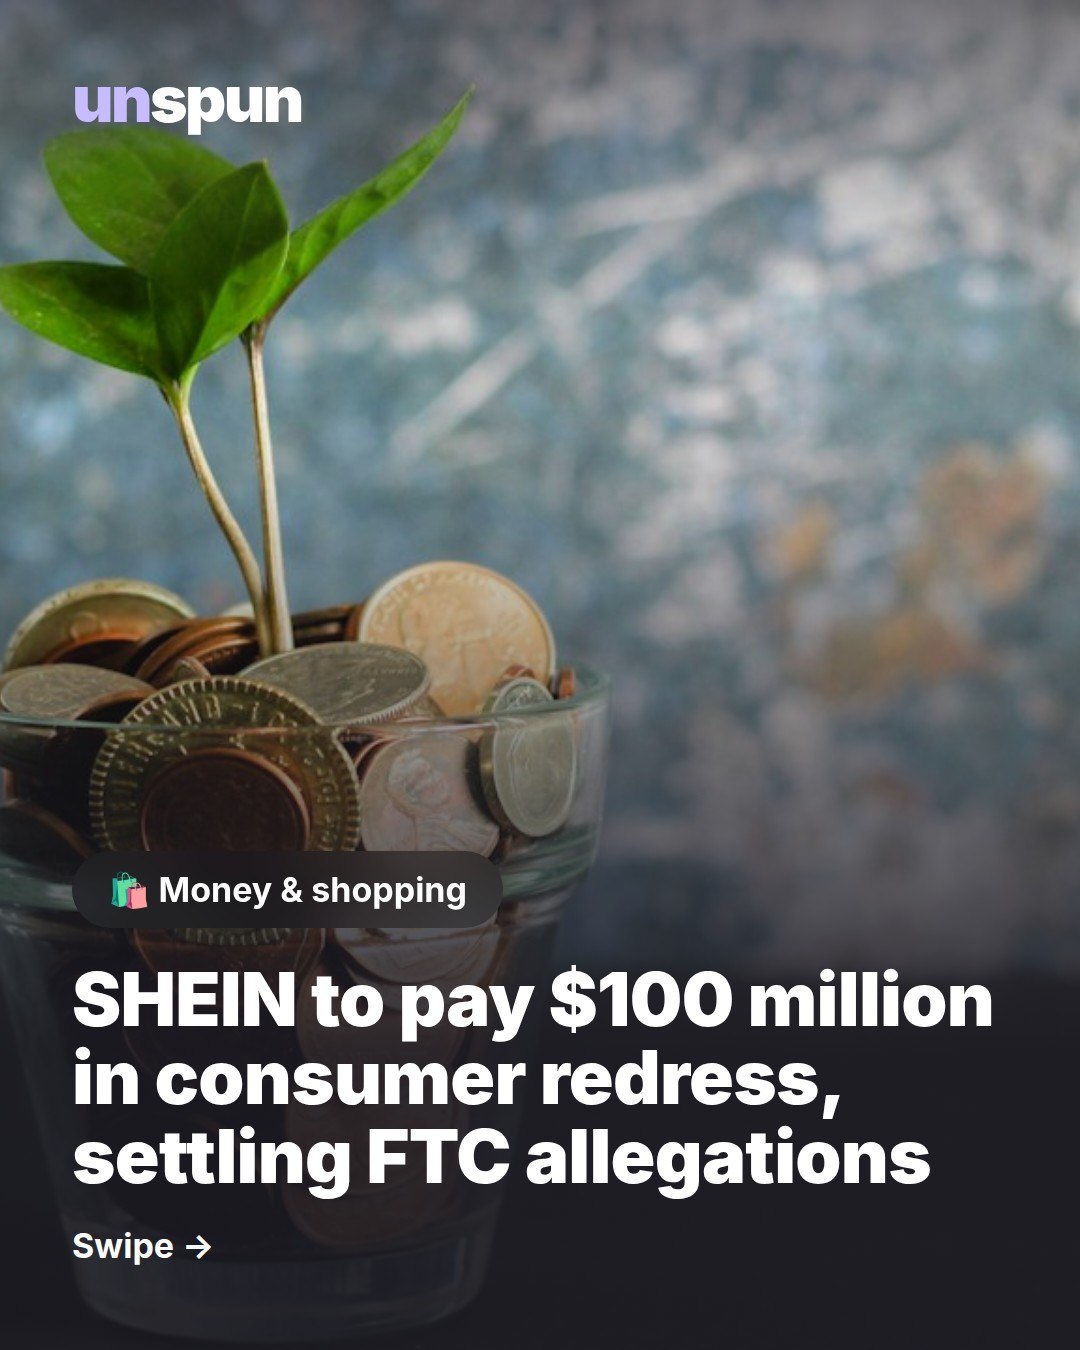 unspun
🛍️ Money & shopping
SHEIN to pay $100 million
in consumer redress,
settling FTC allegations
Swipe →